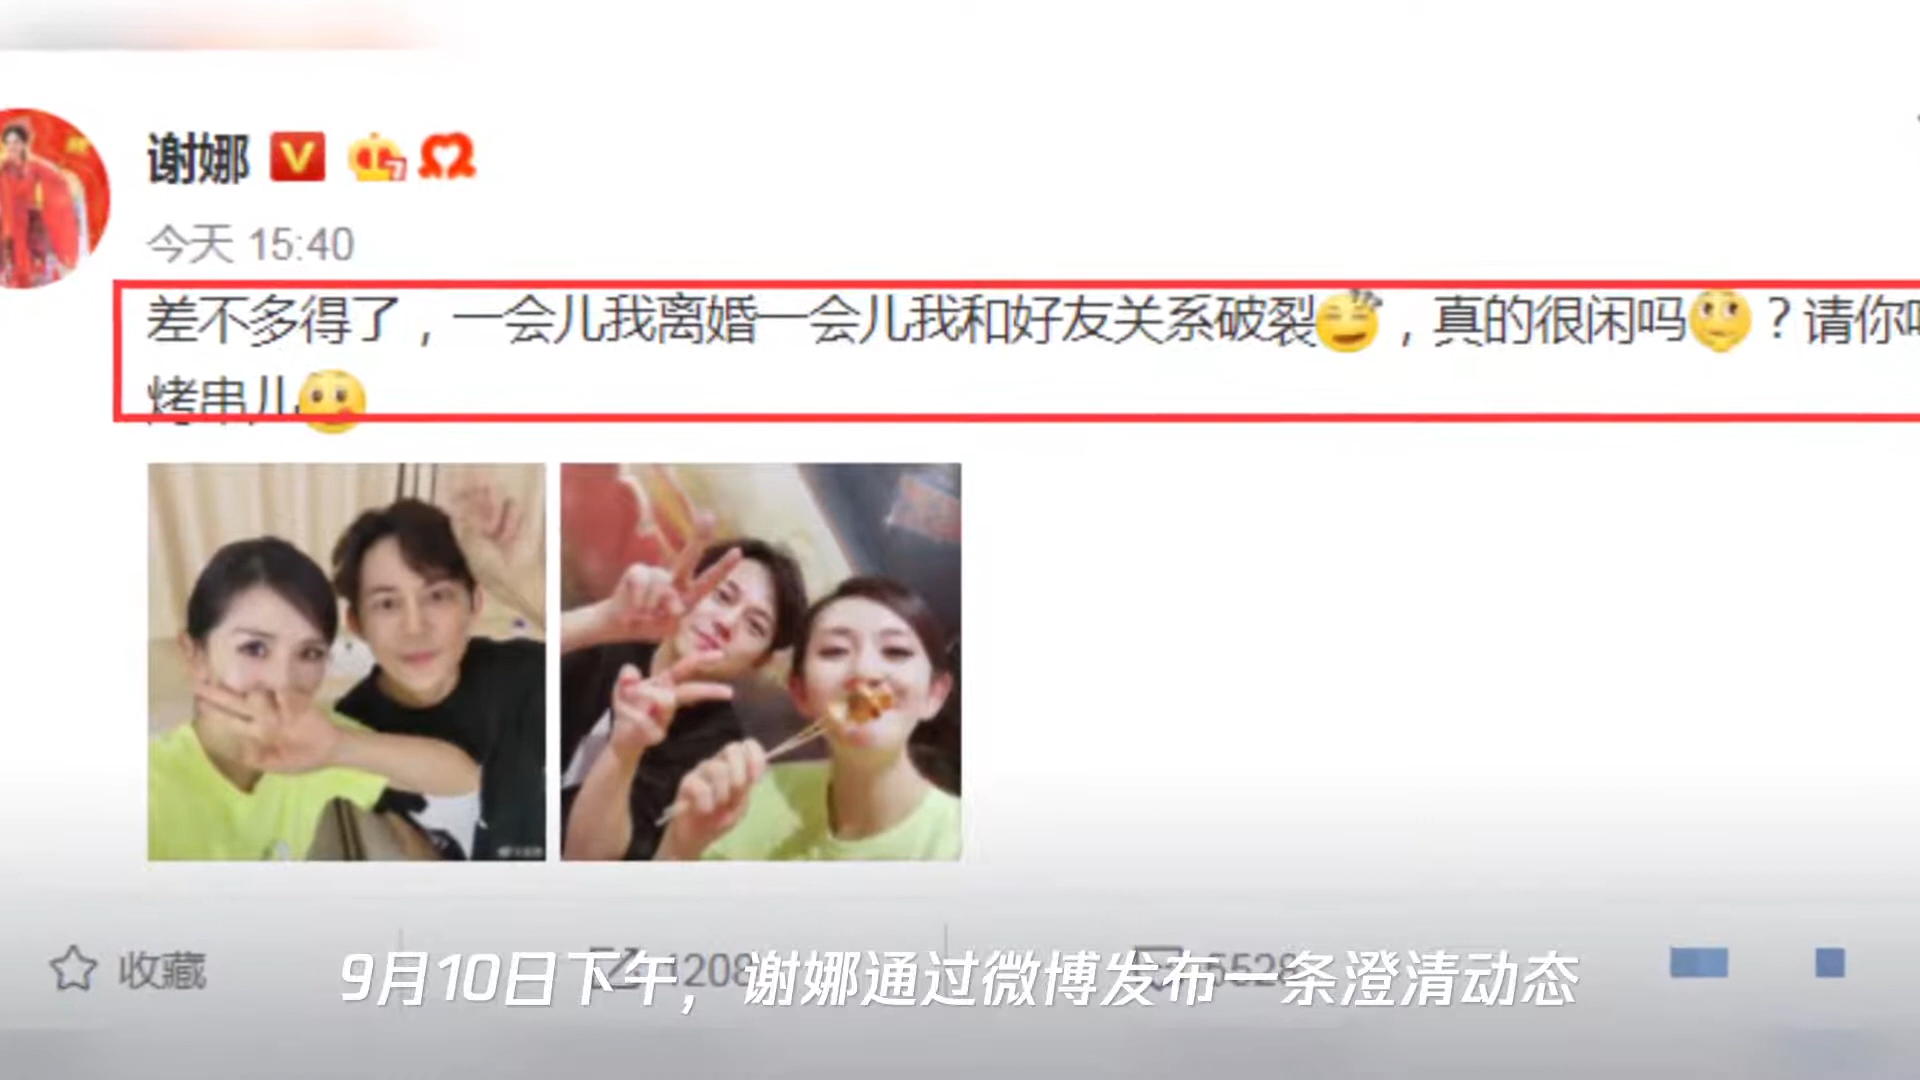 谢娜
今天 15:40
差不多得了，一会儿我离婚一会儿我和好友关系破裂，真的很闲吗？请你
烤串儿
收藏
1208
5528
9月10日下午，谢娜通过微博发布一条澄清动态